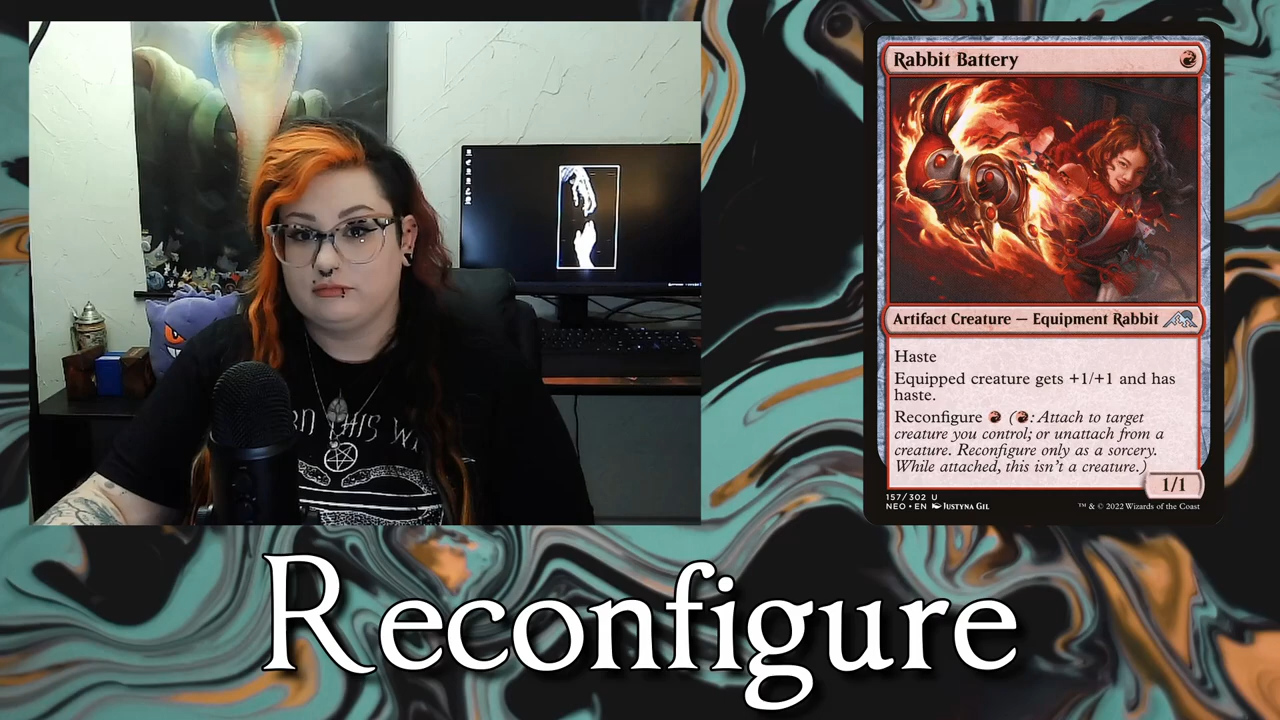 Rabbit Battery
Artifact Creature — Equipment Rabbit
Haste
Equipped creature gets +1/+1 and has
haste.
Reconfigure (: Attach to target
creature you control; or unattach from a
creature. Reconfigure only as a sorcery.
While attached, this isn't a creature.)
1/1
157/302 U
NEO • EN Justyna Gil
™ & © 2022 Wizards of the Coast
THIS
Reconfigure